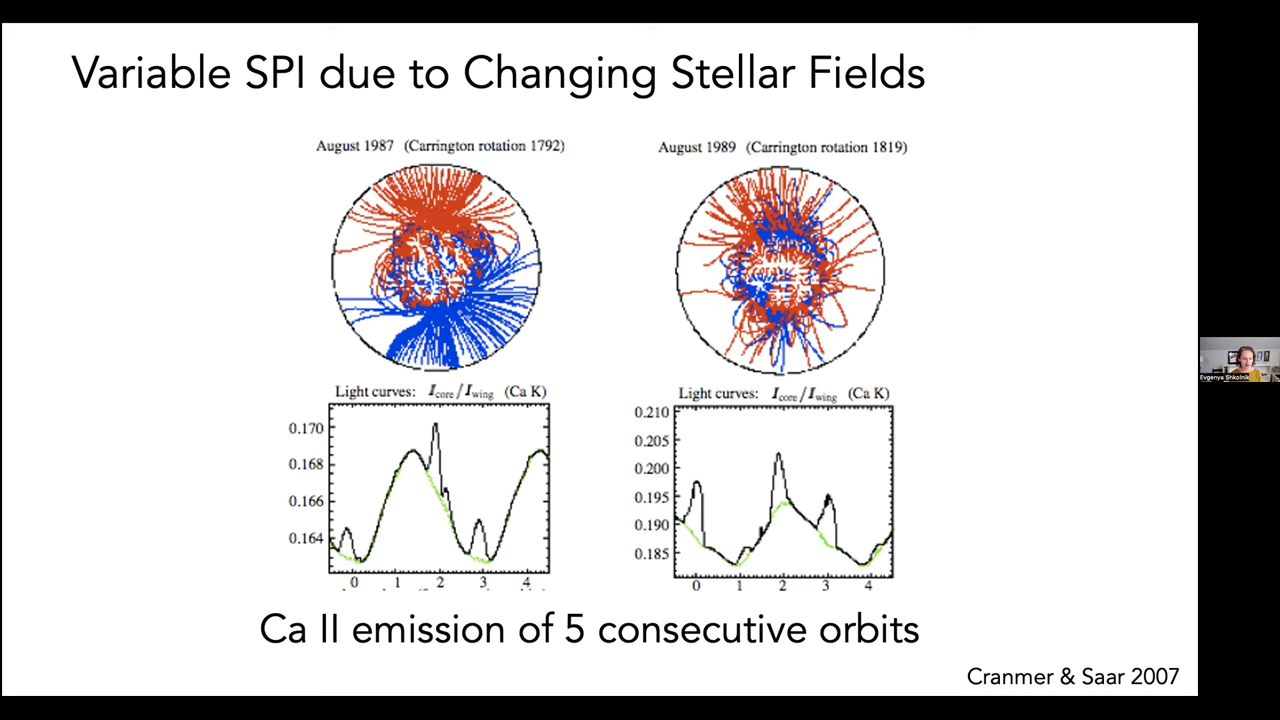 Variable SPI due to Changing Stellar Fields
August 1987 (Carrington rotation 1792)
August 1989 (Carrington rotation 1819)
Light curves: Icore/Iwing (Ca K)
Light curves: Icore/Iwing (Ca K)
0.170
0.168
0.166
0.164
0 1 2 3 4
0.210
0.205
0.200
0.195
0.190
0.185
0 1 2 3 4
Ca II emission of 5 consecutive orbits
Cranmer & Saar 2007
Evgenya Shkolnik